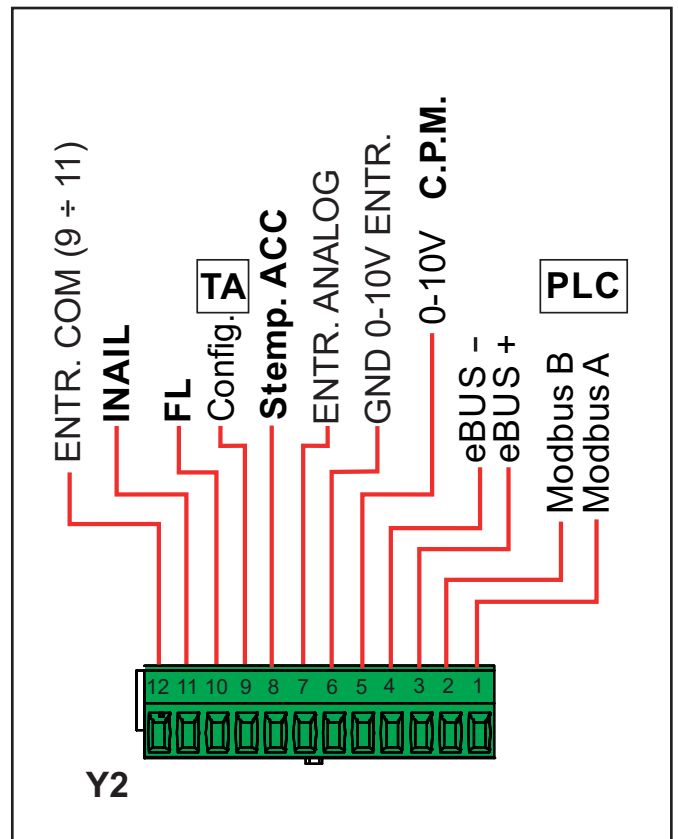 ENTR. COM (9 ÷ 11)
INAIL
FL
TA
Config.
Stemp. ACC
ENTR. ANALOG
GND 0-10V ENTR.
0-10V C.P.M.
eBUS −
eBUS +
PLC
Modbus B
Modbus A
12 11 10 9 8 7 6 5 4 3 2 1
Y2